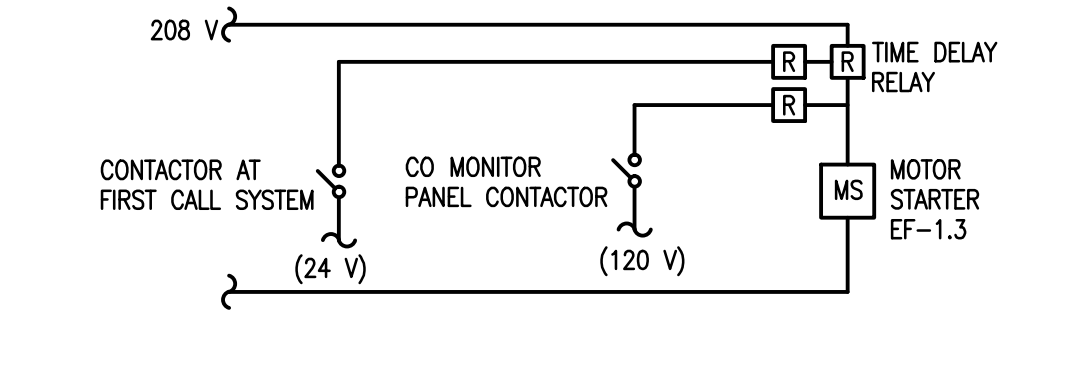 208 V
R
R
TIME DELAY
RELAY
R
CONTACTOR AT
FIRST CALL SYSTEM
CO MONITOR
PANEL CONTACTOR
MS
MOTOR
STARTER
EF-1.3
(24 V)
(120 V)